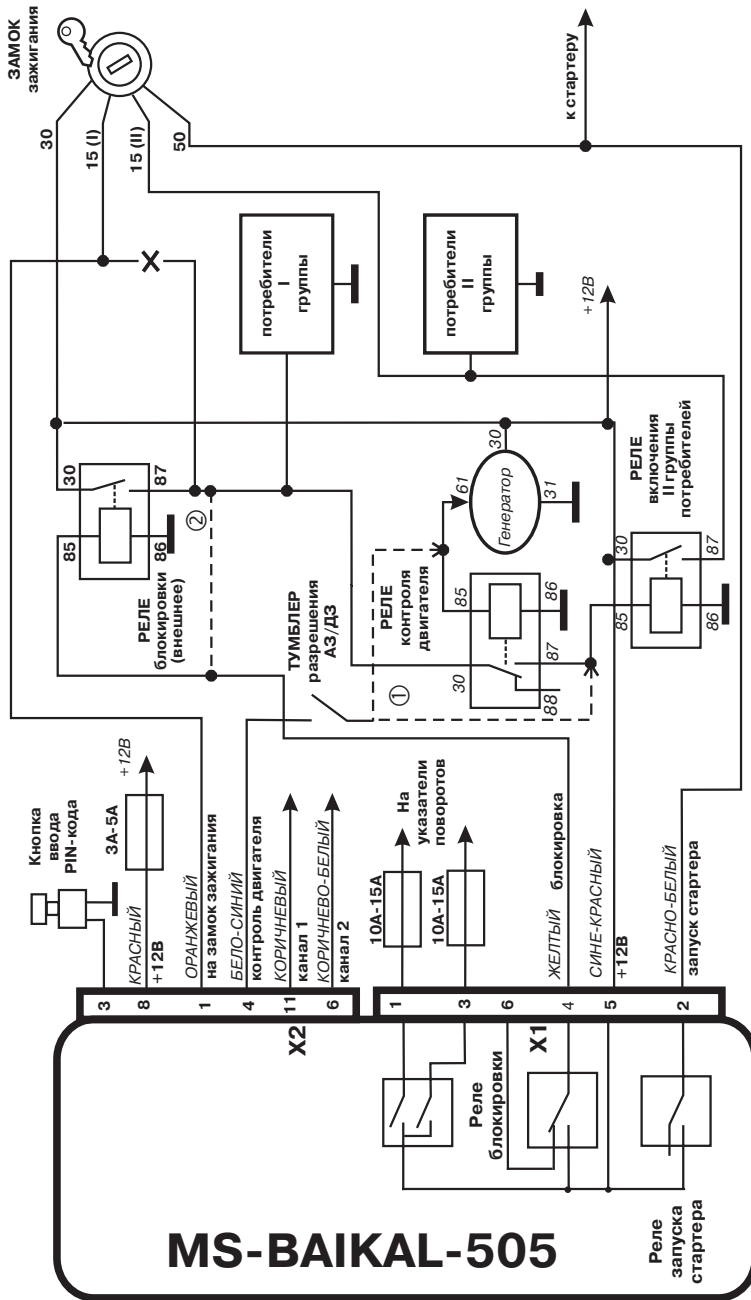 ЗАМОК
зажигания
30
15 (I)
15 (II)
50
к стартеру
потребители
I
группы
потребители
II
группы
+12В
30
87
85
86
②
РЕЛЕ
блокировки
(внешнее)
ТУМБЛЕР
разрешения
АЗ/ДЗ
РЕЛЕ
контроля
двигателя
30
61
Генератор
31
85
86
30
87
88
①
РЕЛЕ
включения
II группы
потребителей
30
87
85
86
Кнопка
ввода
PIN-кода
3А-5А
+12В
КРАСНЫЙ
+12В
ОРАНЖЕВЫЙ
на замок зажигания
БЕЛО-СИНИЙ
контроль двигателя
КОРИЧНЕВЫЙ
канал 1
КОРИЧНЕВО-БЕЛЫЙ
канал 2
10А-15А
10А-15А
На
указатели
поворотов
ЖЕЛТЫЙ блокировка
СИНЕ-КРАСНЫЙ
+12В
КРАСНО-БЕЛЫЙ
запуск стартера
3
8
1
4
11
6
X2
1
3
6
4
5
2
X1
Реле
блокировки
Реле
запуска
стартера
MS-BAIKAL-505